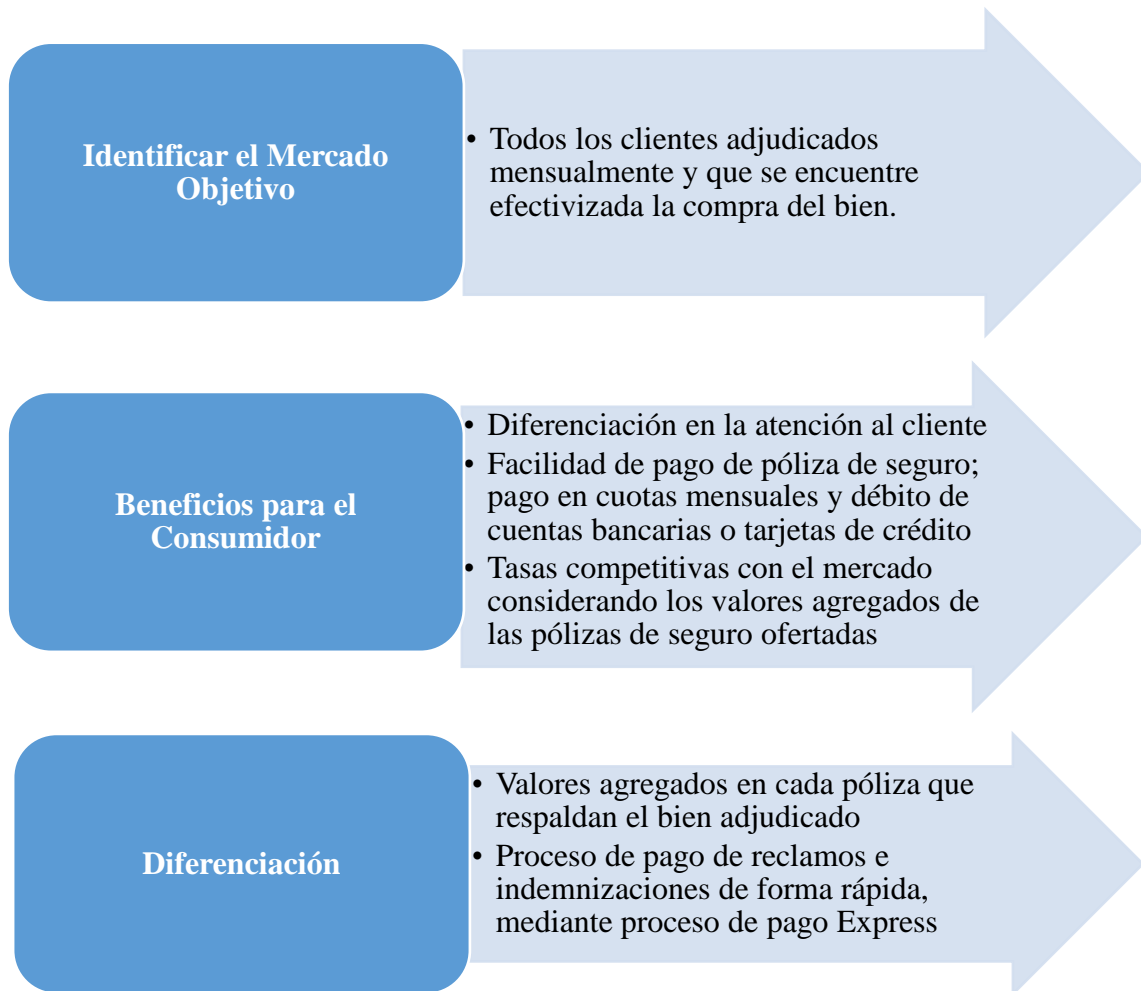 Identificar el Mercado
Objetivo
• Todos los clientes adjudicados
mensualmente y que se encuentre
efectivizada la compra del bien.
Beneficios para el
Consumidor
• Diferenciación en la atención al cliente
• Facilidad de pago de póliza de seguro;
pago en cuotas mensuales y débito de
cuentas bancarias o tarjetas de crédito
• Tasas competitivas con el mercado
considerando los valores agregados de
las pólizas de seguro ofertadas
Diferenciación
• Valores agregados en cada póliza que
respaldan el bien adjudicado
• Proceso de pago de reclamos e
indemnizaciones de forma rápida,
mediante proceso de pago Express